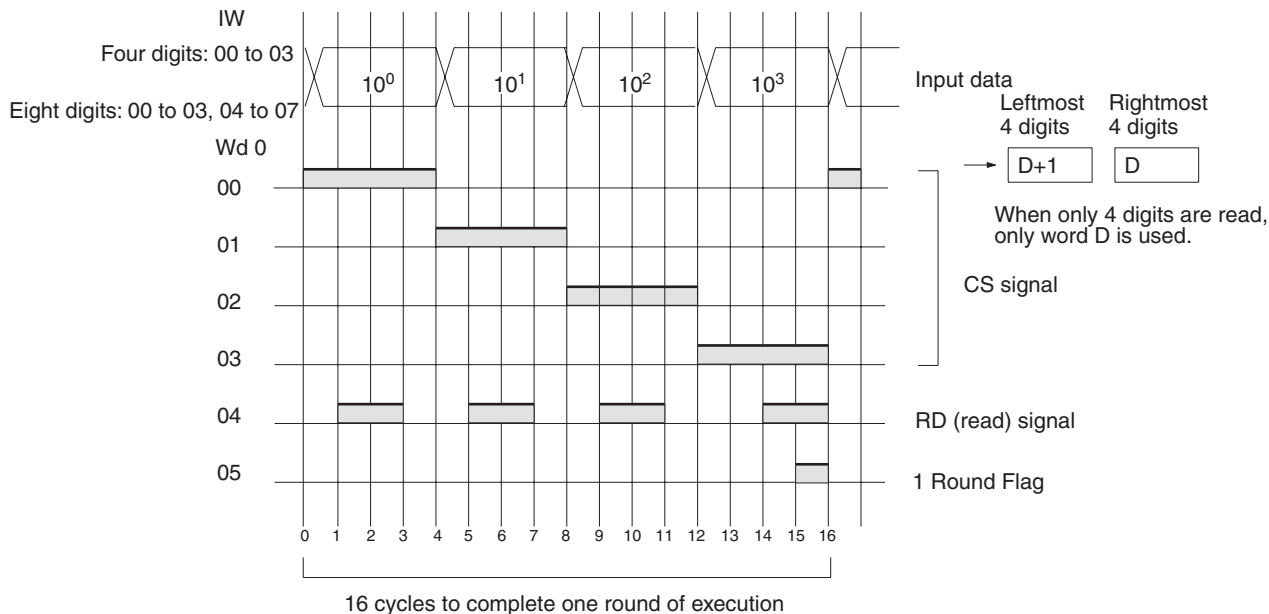 IW
Four digits: 00 to 03
10⁰ 10¹ 10² 10³
Input data
Eight digits: 00 to 03, 04 to 07
Leftmost 4 digits
Rightmost 4 digits
Wd 0
D+1 D
00
When only 4 digits are read,
only word D is used.
01
CS signal
02
03
04
RD (read) signal
05
1 Round Flag
0 1 2 3 4 5 6 7 8 9 10 11 12 13 14 15 16
16 cycles to complete one round of execution